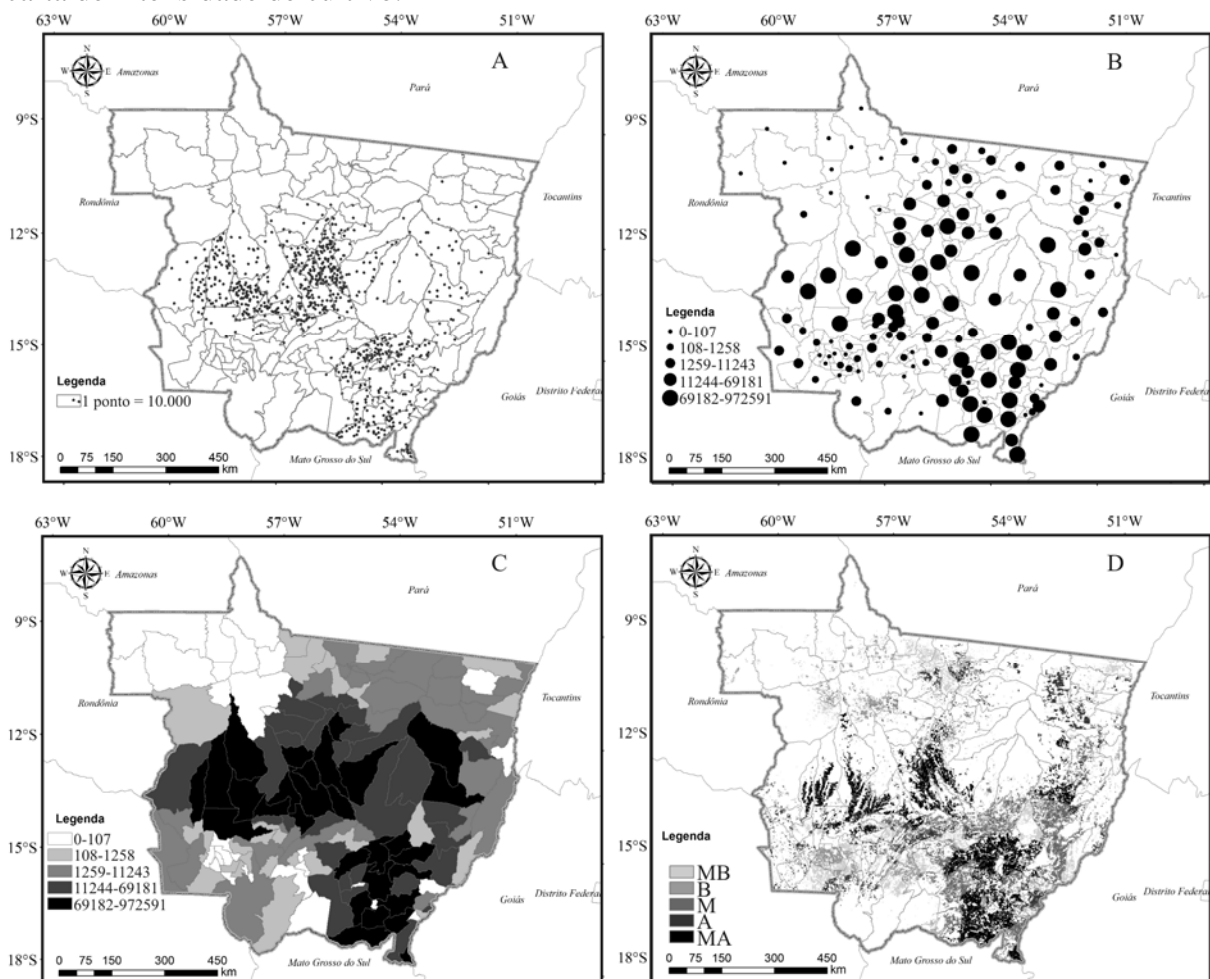 63°W 60°W 57°W 54°W 51°W
63°W 60°W 57°W 54°W 51°W
N
W E
S
Amazonas
A
Pará
9°S
Rondônia
Tocantins
12°S
15°S
Legenda
1 ponto = 10.000
Goiás
Distrito Federa
18°S
Mato Grosso do Sul
0 75 150 300 450
km
N
W E
S
Amazonas
B
Pará
9°S
Rondônia
Tocantins
12°S
15°S
Legenda
0-107
108-1258
1259-11243
11244-69181
69182-972591
Goiás
Distrito Federa
18°S
Mato Grosso do Sul
0 75 150 300 450
km
63°W 60°W 57°W 54°W 51°W
63°W 60°W 57°W 54°W 51°W
N
W E
S
Amazonas
C
Pará
9°S
Rondônia
Tocantins
12°S
15°S
Legenda
0-107
108-1258
1259-11243
11244-69181
69182-972591
Goiás
Distrito Federa
18°S
Mato Grosso do Sul
0 75 150 300 450
km
N
W E
S
Amazonas
D
Pará
9°S
Rondônia
Tocantins
12°S
15°S
Legenda
MB
B
M
A
MA
Goiás
Distrito Federa
18°S
Mato Grosso do Sul
0 75 150 300 450
km